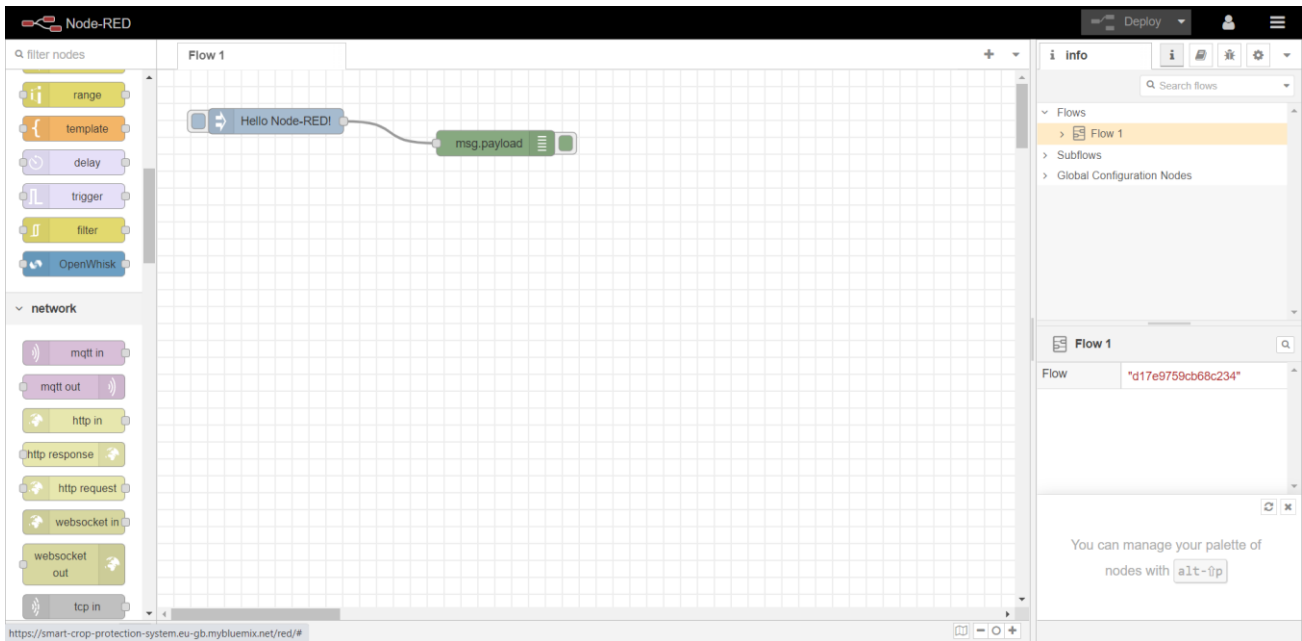 Node-RED
Deploy
filter nodes
range
template
delay
trigger
filter
OpenWhisk
network
mqtt in
mqtt out
http in
http response
http request
websocket in
websocket
out
tcp in
Flow 1
Hello Node-RED!
msg.payload
i info
i
Search flows
Flows
Flow 1
Subflows
Global Configuration Nodes
Flow 1
Flow "d17e9759cb68c234"
You can manage your palette of
nodes with alt-⇧p
https://smart-crop-protection-system.eu-gb.mybluemix.net/red/#